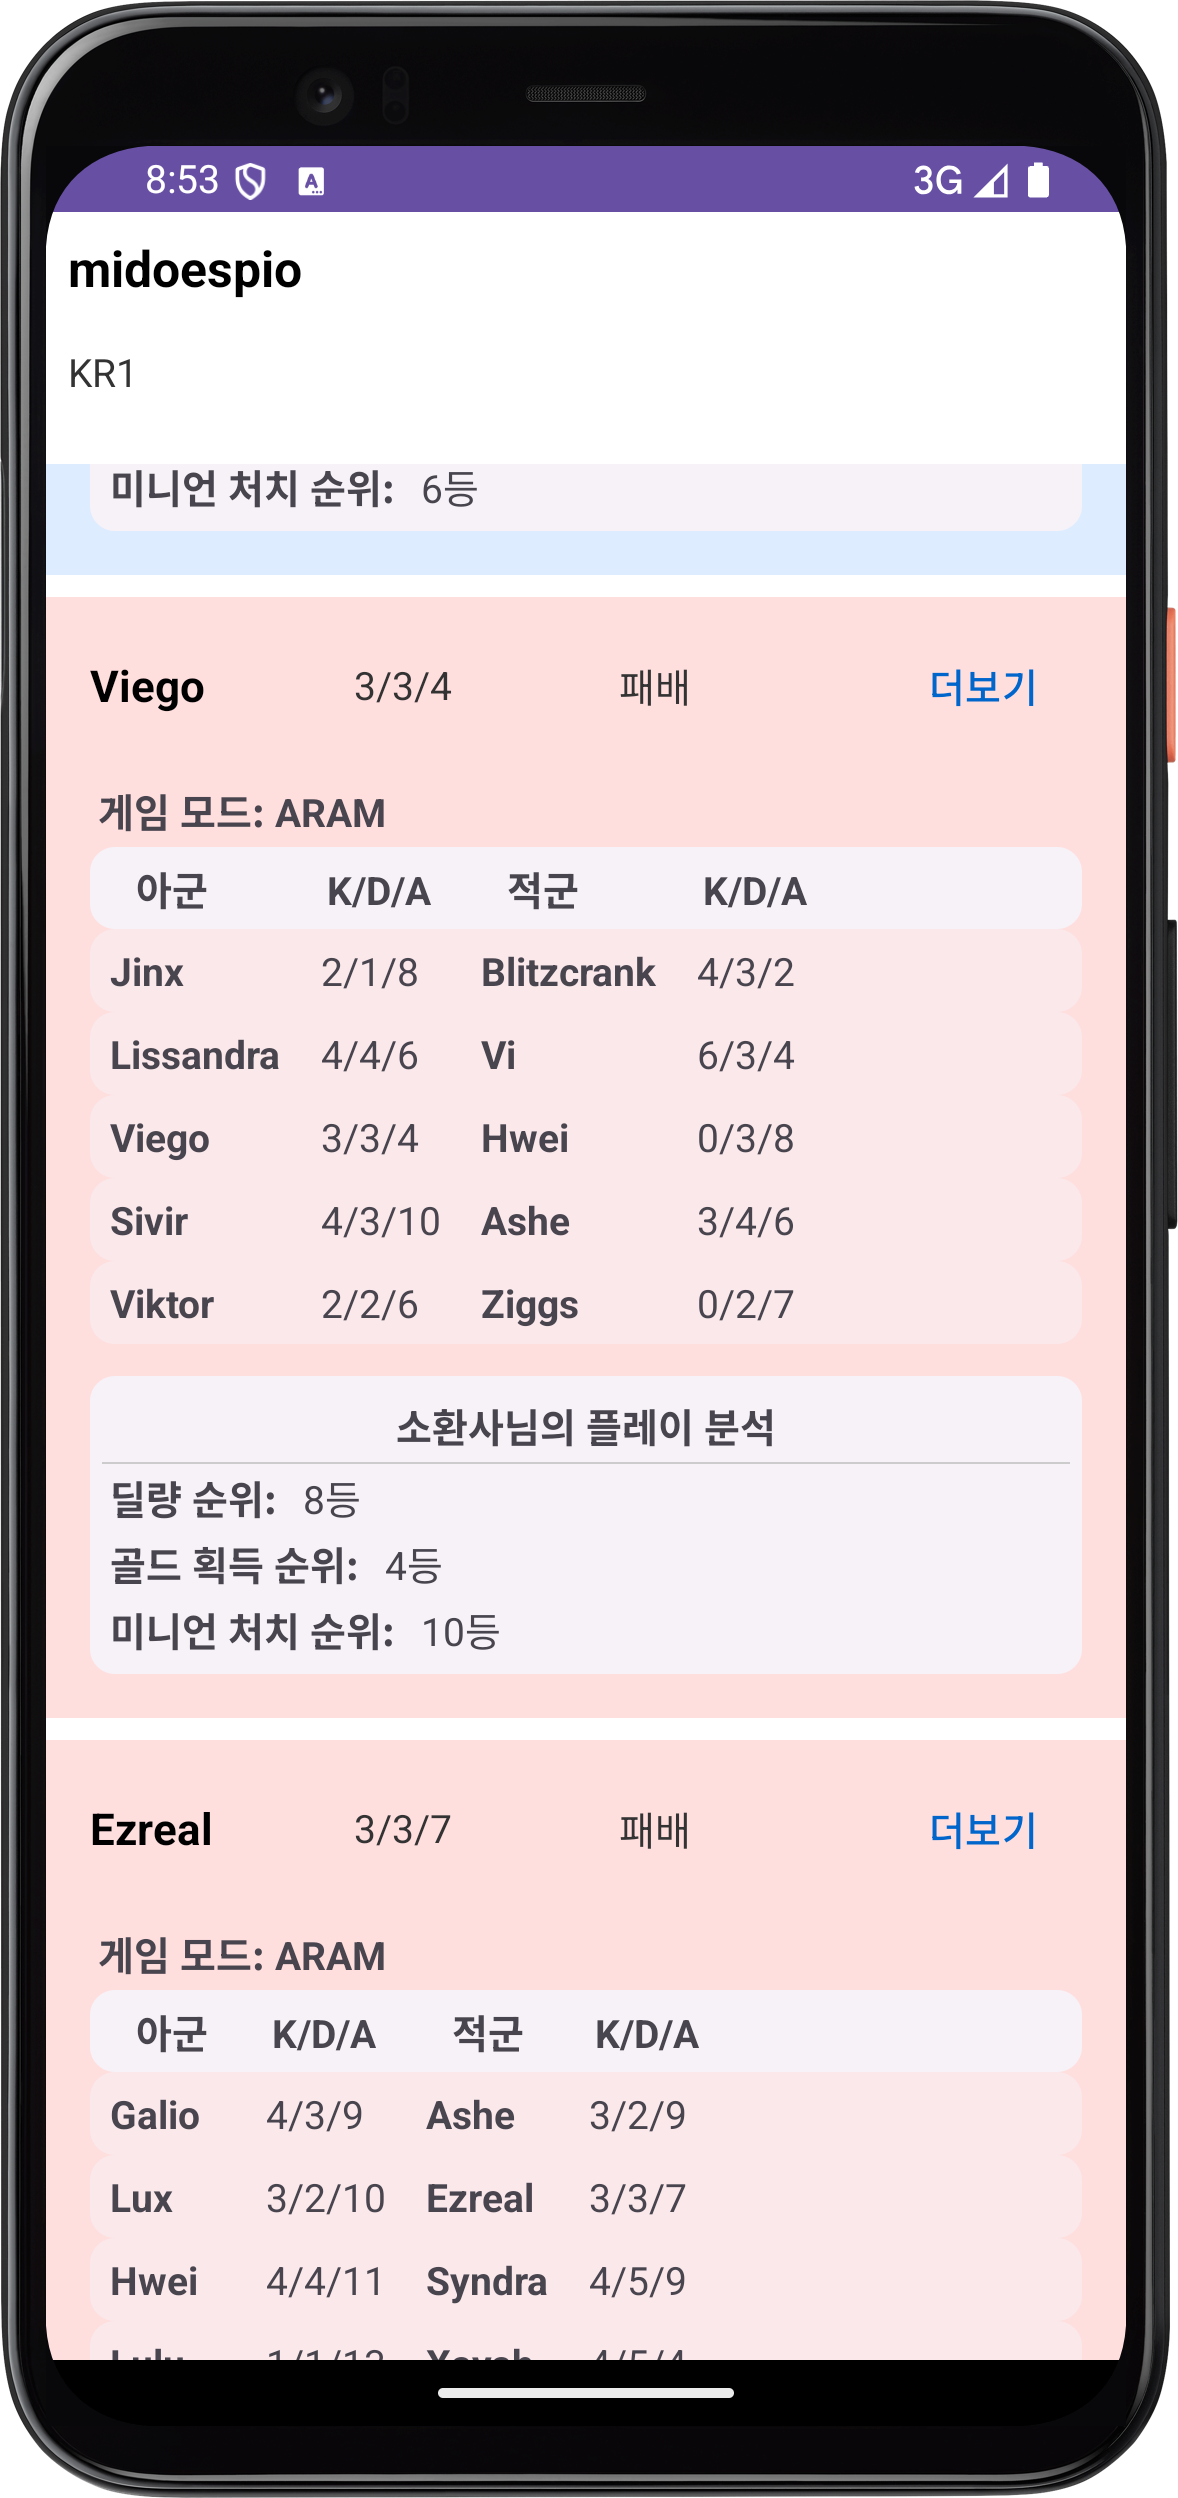 8:53 A 3G
midoespio
KR1
미니언 처치 순위: 6등
Viego 3/3/4 패배 더보기
게임 모드: ARAM
아군 K/D/A 적군 K/D/A
Jinx 2/1/8 Blitzcrank 4/3/2
Lissandra 4/4/6 Vi 6/3/4
Viego 3/3/4 Hwei 0/3/8
Sivir 4/3/10 Ashe 3/4/6
Viktor 2/2/6 Ziggs 0/2/7
소환사님의 플레이 분석
딜량 순위: 8등
골드 획득 순위: 4등
미니언 처치 순위: 10등
Ezreal 3/3/7 패배 더보기
게임 모드: ARAM
아군 K/D/A 적군 K/D/A
Galio 4/3/9 Ashe 3/2/9
Lux 3/2/10 Ezreal 3/3/7
Hwei 4/4/11 Syndra 4/5/9